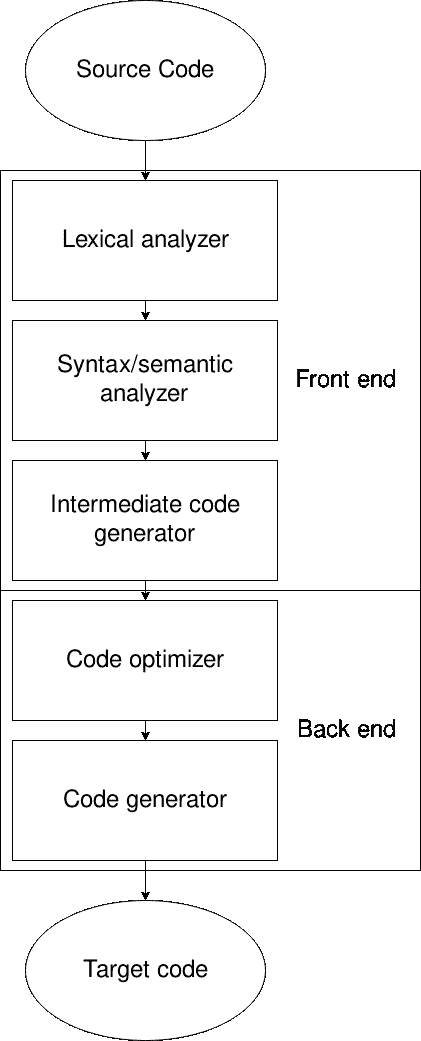 Source Code
Lexical analyzer
Syntax/semantic
analyzer
Front end
Intermediate code
generator
Code optimizer
Back end
Code generator
Target code